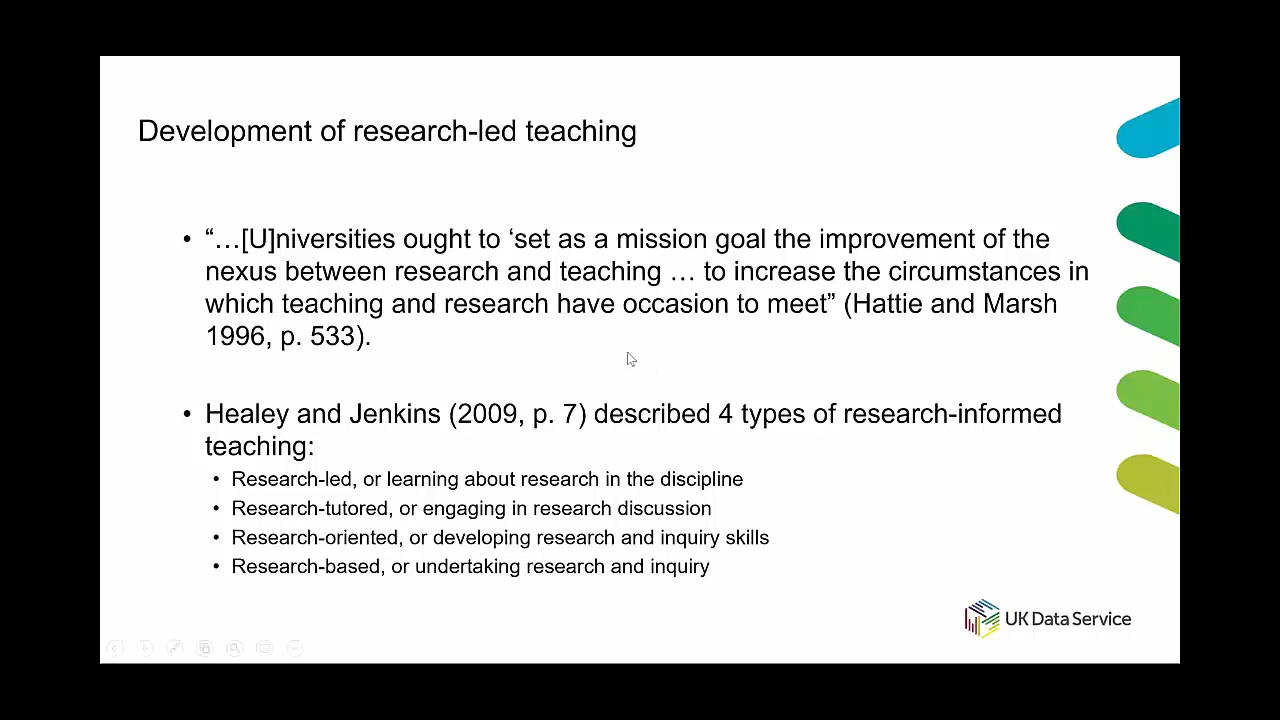 Development of research-led teaching
• “…[U]niversities ought to ‘set as a mission goal the improvement of the
nexus between research and teaching … to increase the circumstances in
which teaching and research have occasion to meet” (Hattie and Marsh
1996, p. 533).
• Healey and Jenkins (2009, p. 7) described 4 types of research-informed
teaching:
• Research-led, or learning about research in the discipline
• Research-tutored, or engaging in research discussion
• Research-oriented, or developing research and inquiry skills
• Research-based, or undertaking research and inquiry
UK Data Service